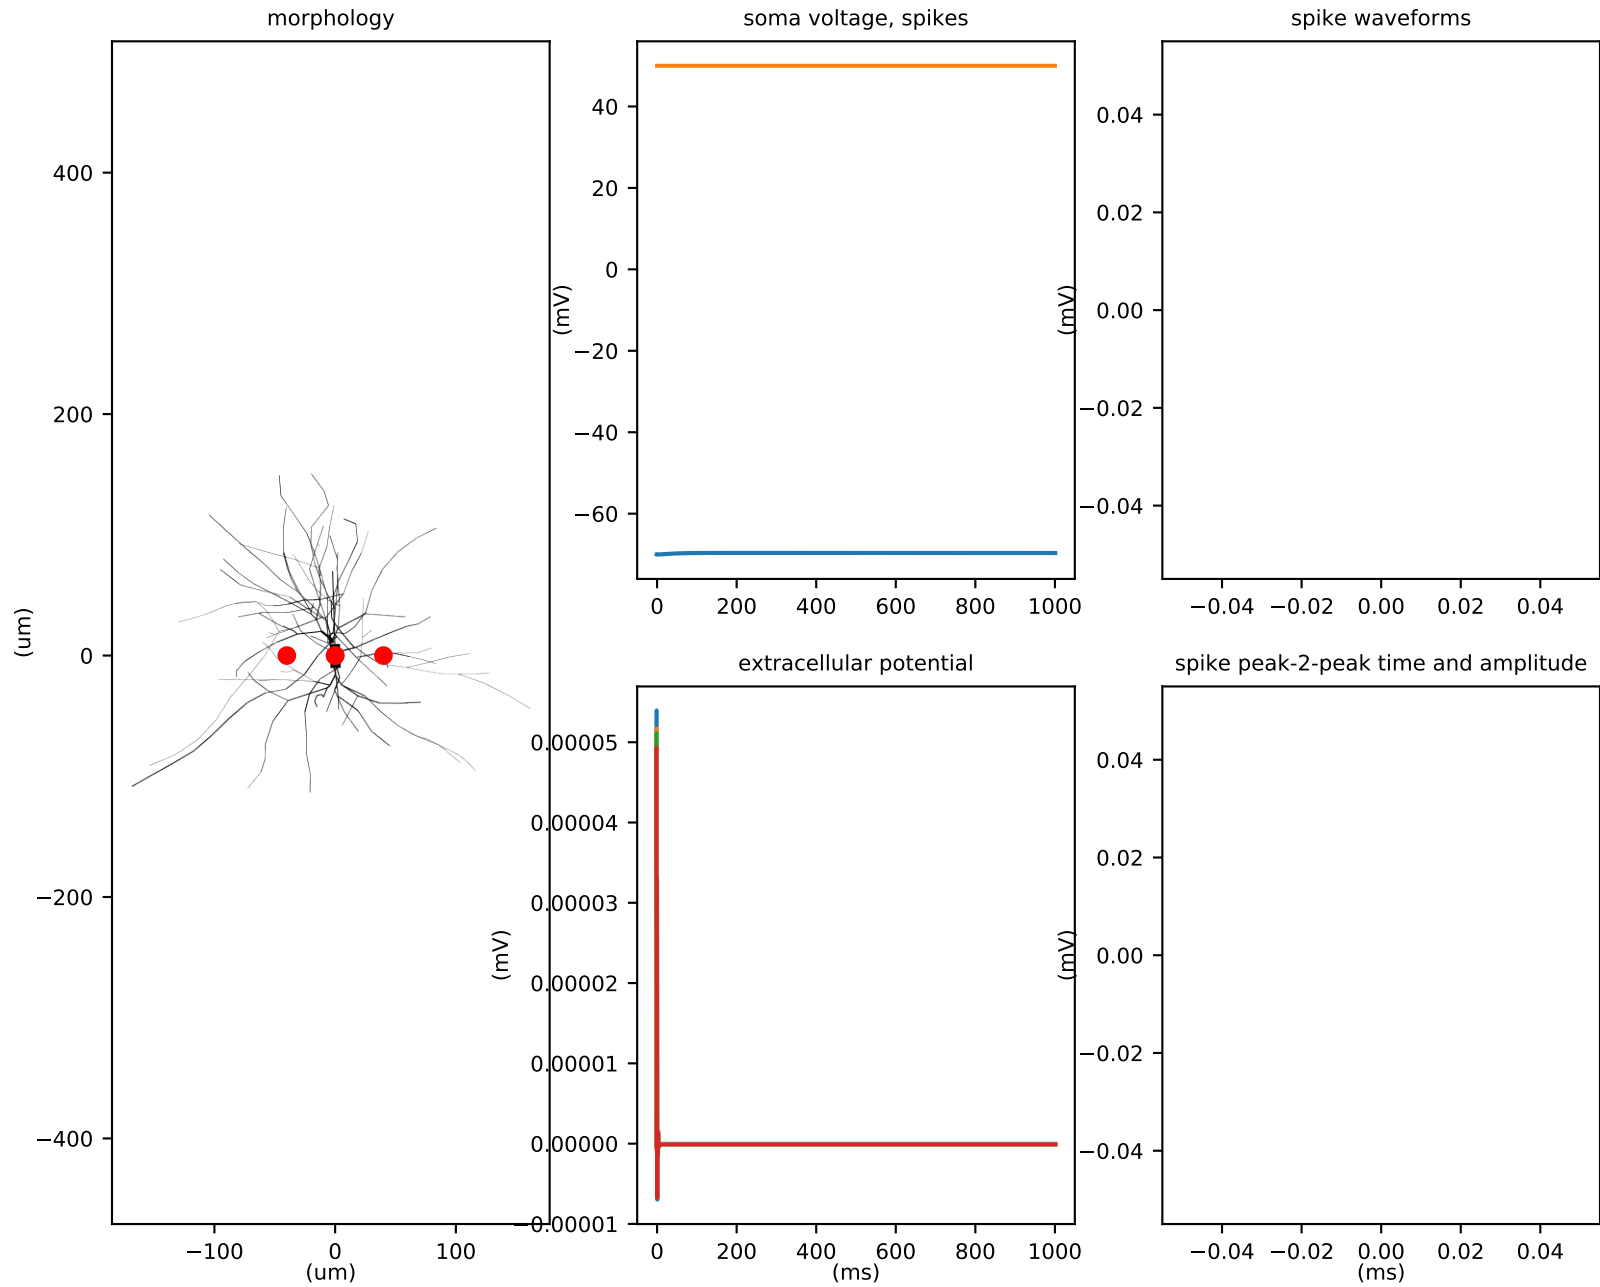 morphology
400
200
0
−200
−400
(um)
−100 0 100
(um)
soma voltage, spikes
40
20
0
−20
−40
−60
(mV)
0 200 400 600 800 1000
spike waveforms
0.04
0.02
0.00
−0.02
−0.04
(mV)
−0.04 −0.02 0.00 0.02 0.04
extracellular potential
0.00005
0.00004
0.00003
0.00002
0.00001
0.00000
−0.00001
(mV)
0 200 400 600 800 1000
(ms)
spike peak-2-peak time and amplitude
0.04
0.02
0.00
−0.02
−0.04
(mV)
−0.04 −0.02 0.00 0.02 0.04
(ms)